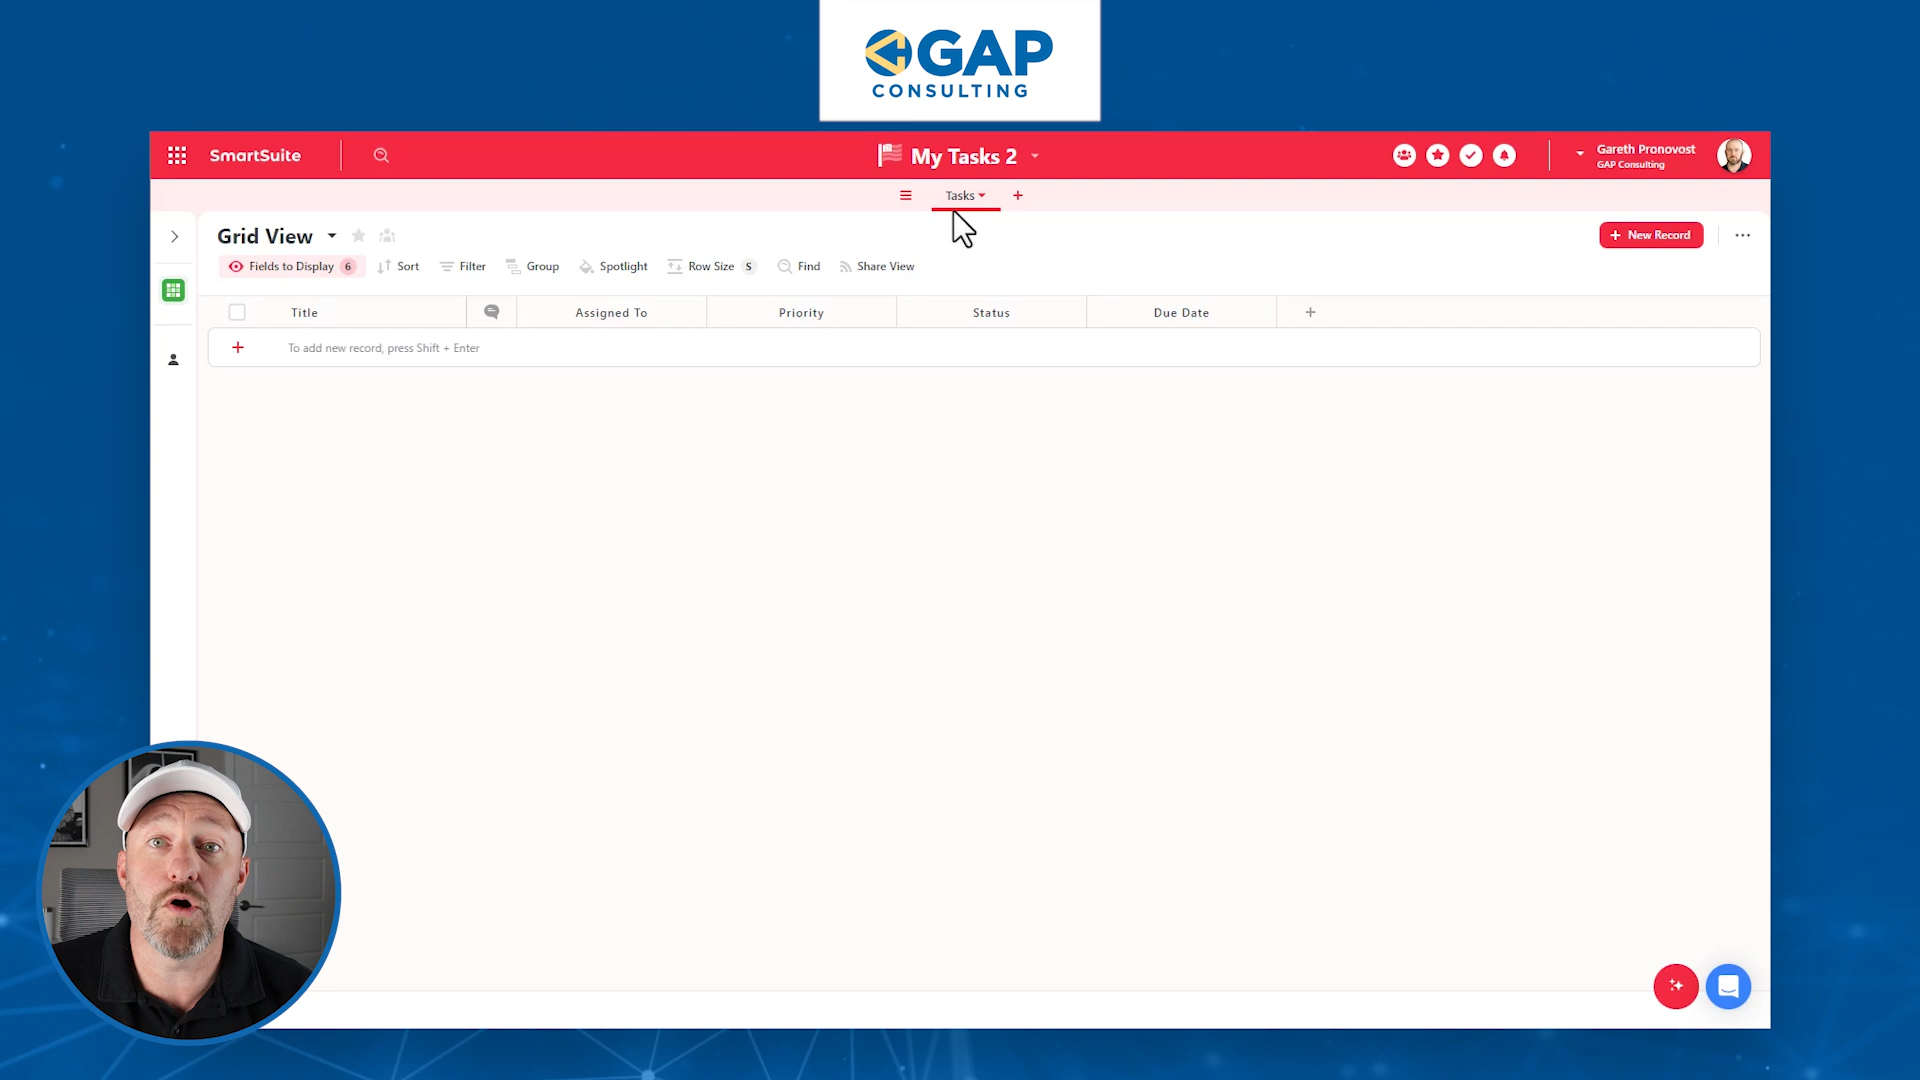 GAP
CONSULTING
SmartSuite
My Tasks 2
Gareth Pronovost
GAP Consulting
Tasks
Grid View
New Record
Fields to Display 6
Sort
Filter
Group
Spotlight
Row Size S
Find
Share View
Title
Assigned To
Priority
Status
Due Date
To add new record, press Shift + Enter